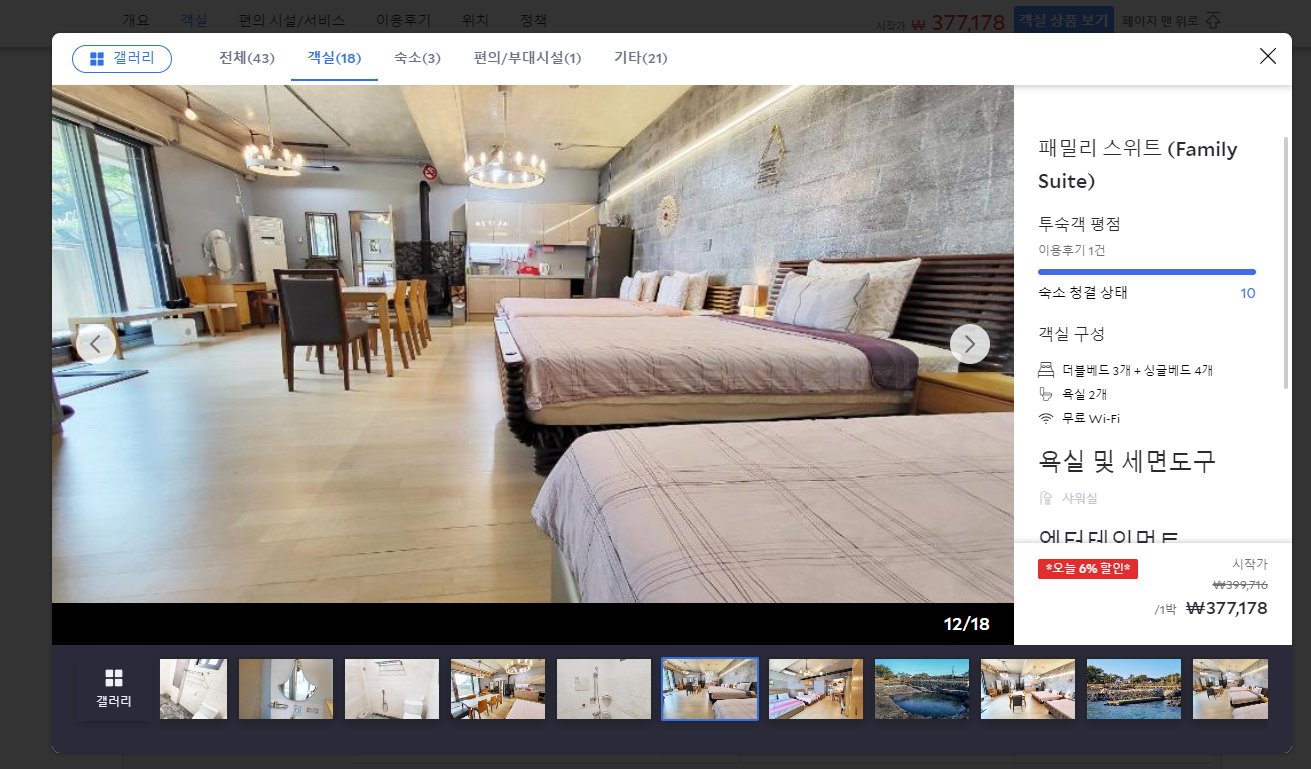 개요 객실 편의 시설/서비스 이용후기 위치 정책
시작가 ₩ 377,178 객실 상품 보기 페이지 맨 위로
갤러리 전체(43) 객실(18) 숙소(3) 편의/부대시설(1) 기타(21)
패밀리 스위트 (Family
Suite)
투숙객 평점
이용후기 1건
숙소 청결 상태 10
객실 구성
더블베드 3개 + 싱글베드 4개
욕실 2개
무료 Wi-Fi
욕실 및 세면도구
샤워실
엔터테인먼트
*오늘 6% 할인* 시작가
₩399,716
/1박 ₩377,178
12/18
갤러리